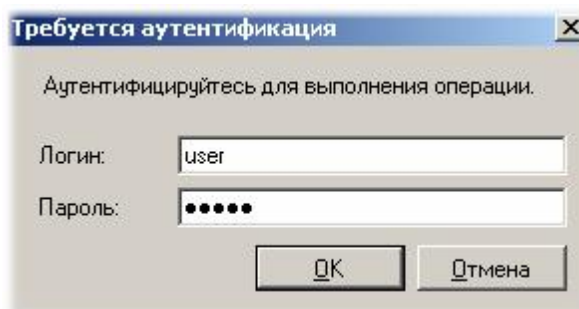 Требуется аутентификация
Аутентифицируйтесь для выполнения операции.
Логин: user
Пароль: •••••
OK Отмена